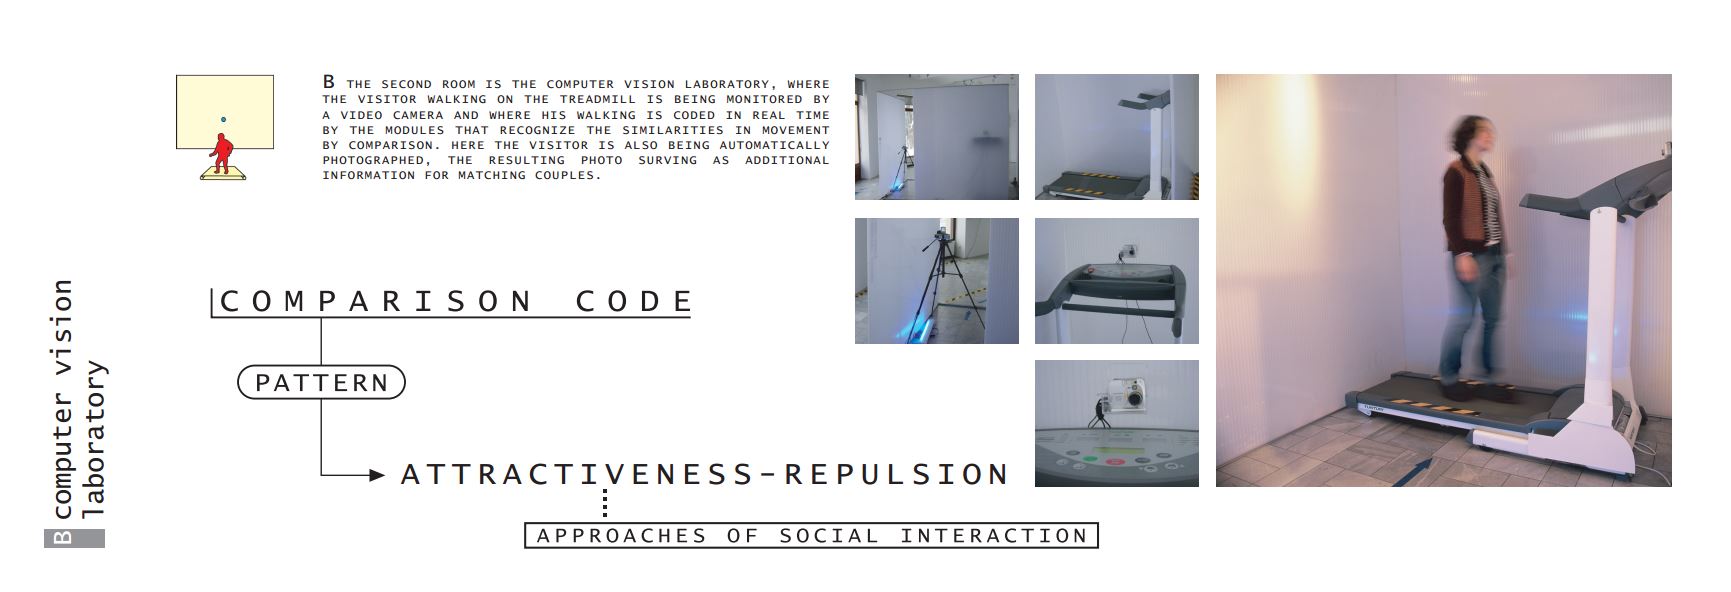 B THE SECOND ROOM IS THE COMPUTER VISION LABORATORY, WHERE
THE VISITOR WALKING ON THE TREADMILL IS BEING MONITORED BY
A VIDEO CAMERA AND WHERE HIS WALKING IS CODED IN REAL TIME
BY THE MODULES THAT RECOGNIZE THE SIMILARITIES IN MOVEMENT
BY COMPARISON. HERE THE VISITOR IS ALSO BEING AUTOMATICALLY
PHOTOGRAPHED, THE RESULTING PHOTO SURVING AS ADDITIONAL
INFORMATION FOR MATCHING COUPLES.
COMPARISON CODE
PATTERN
ATTRACTIVENESS-REPULSION
APPROACHES OF SOCIAL INTERACTION
B computer vision
laboratory